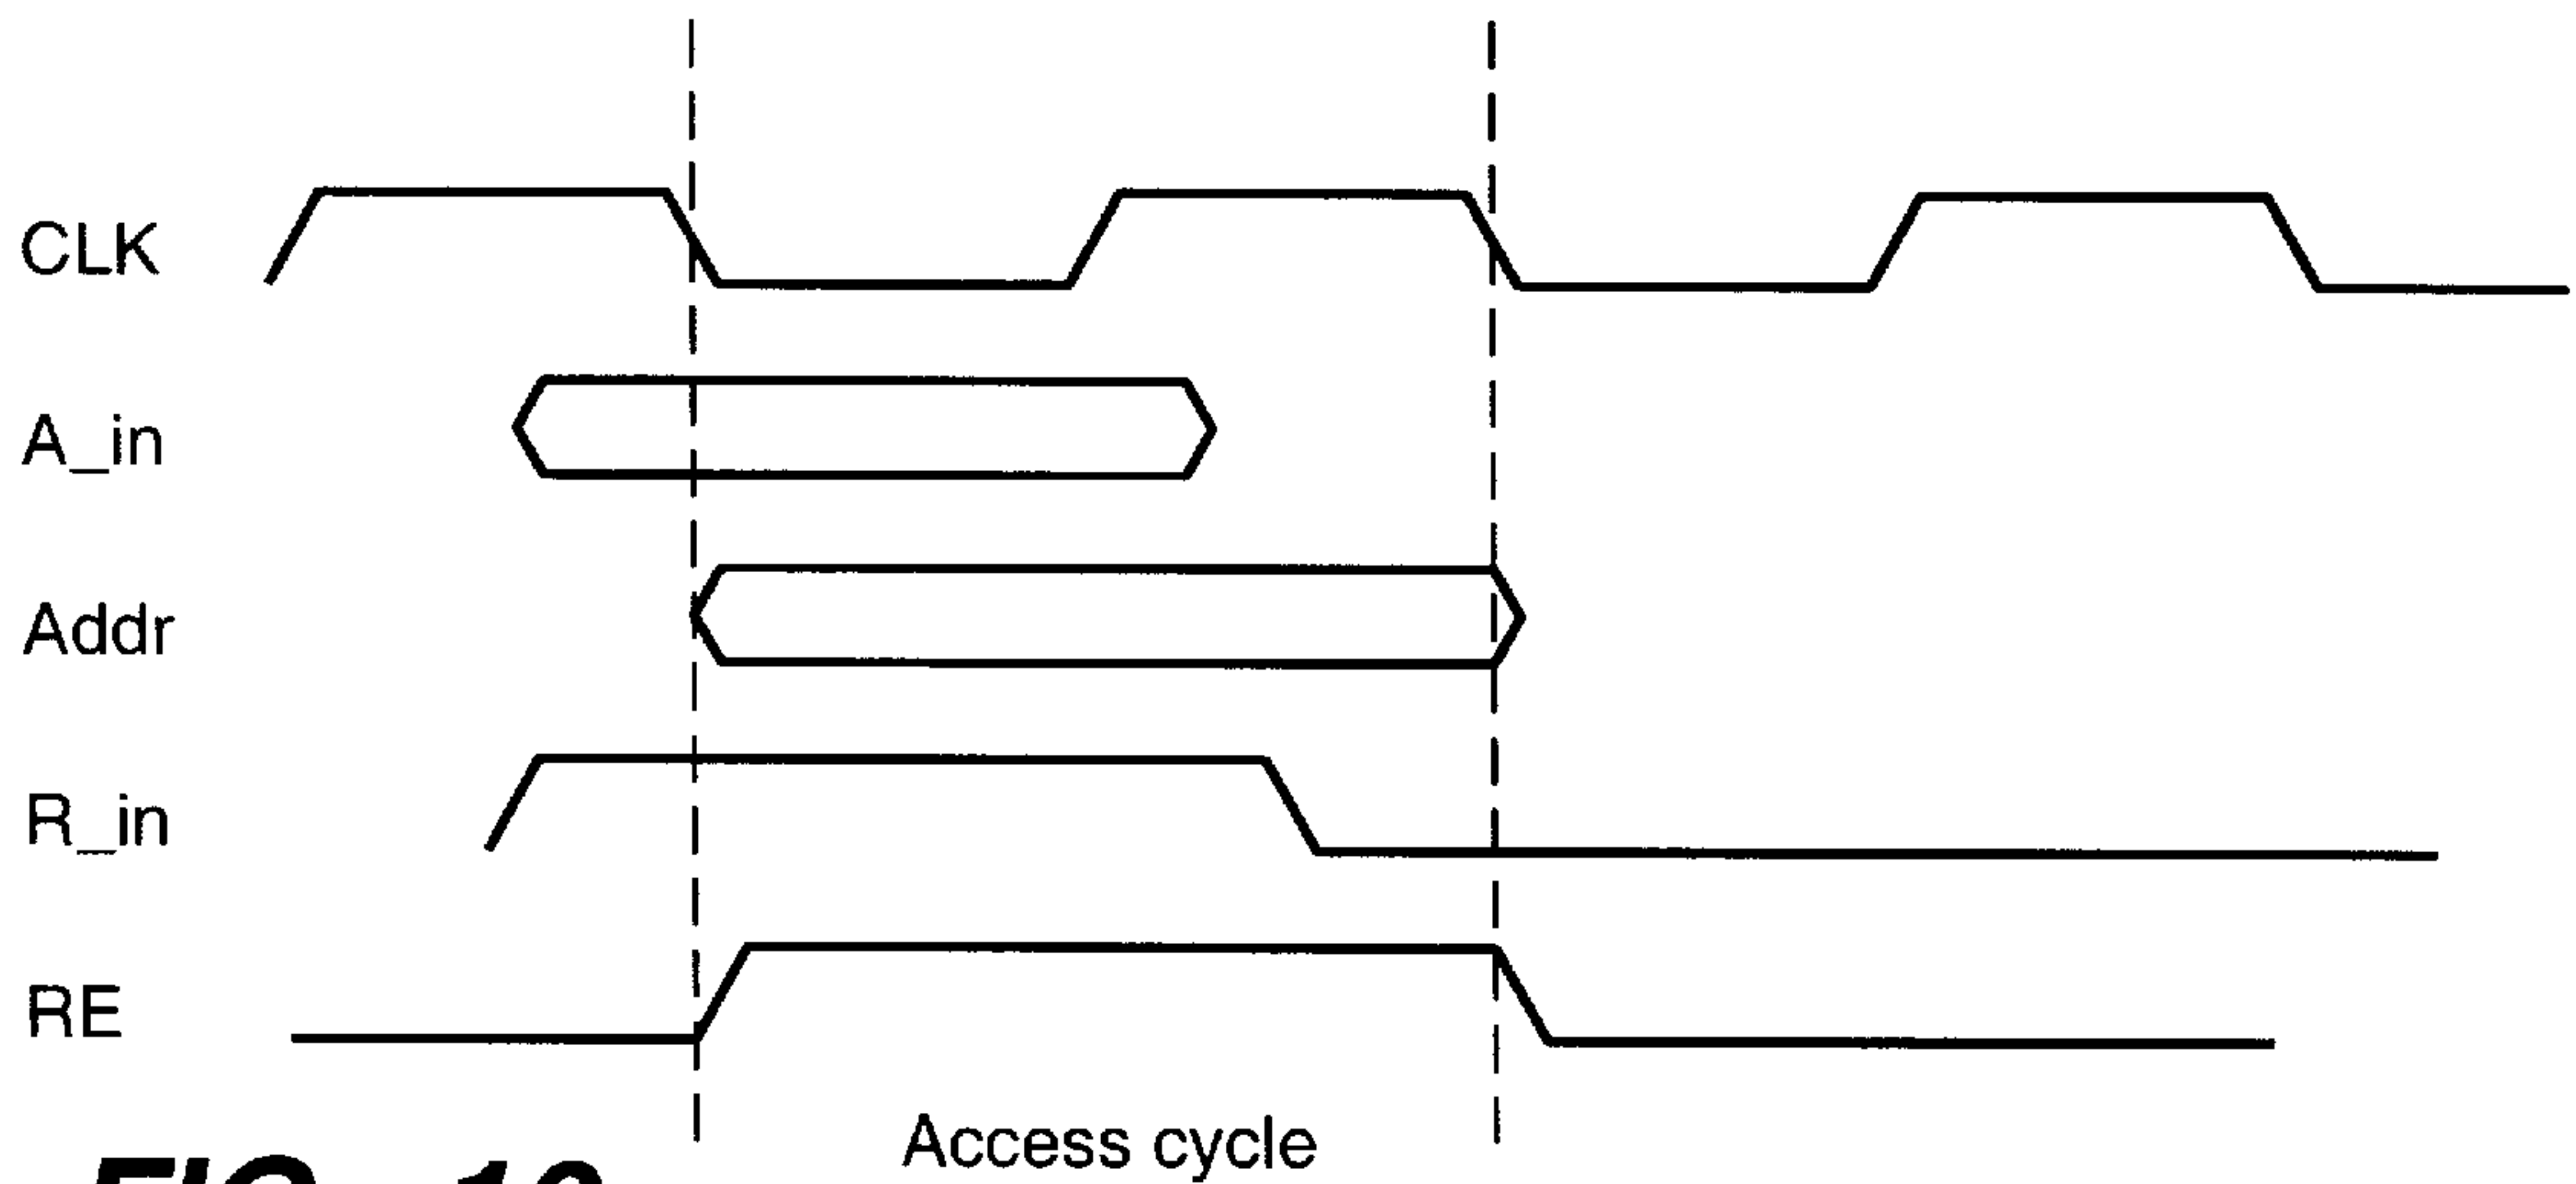 CLK
A_in
Addr
R_in
RE
Access cycle